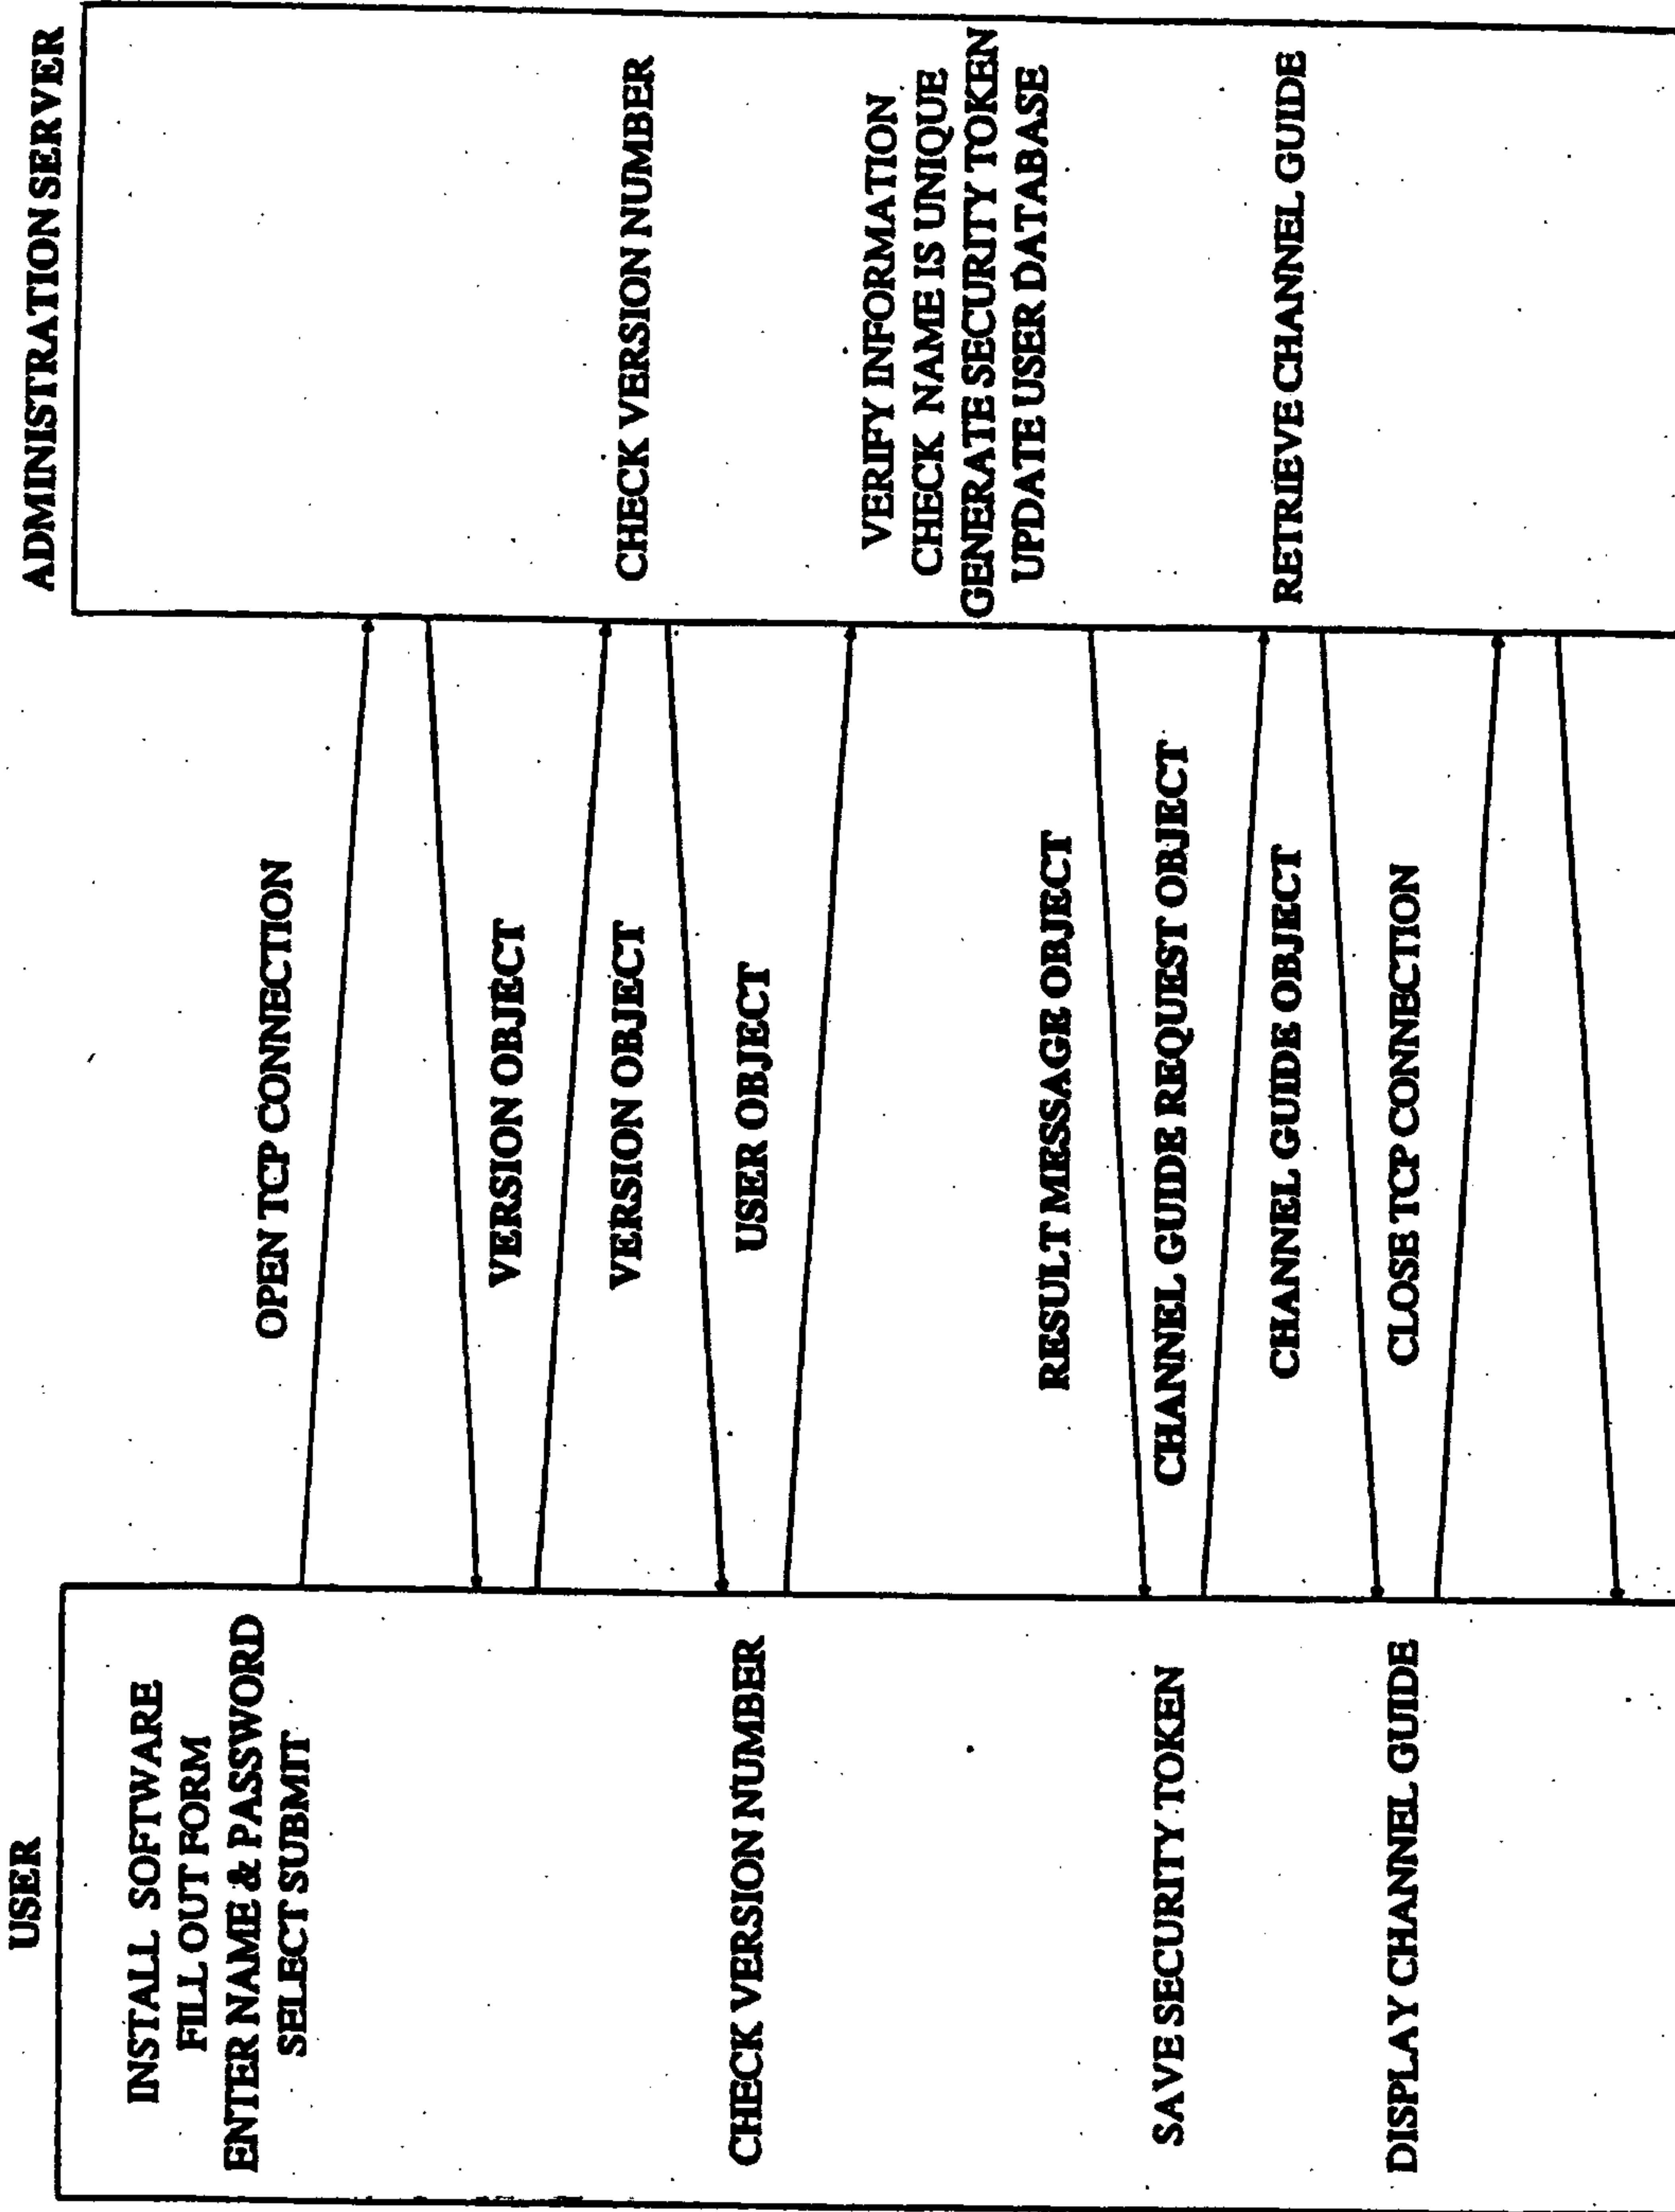 USER
INSTALL SOFTWARE
FILL OUT FORM
ENTER NAME & PASSWORD
SELECT SUBMIT
CHECK VERSION NUMBER
SAVE SECURITY TOKEN
DISPLAY CHANNEL GUIDE
OPEN TCP CONNECTION
VERSION OBJECT
VERSION OBJECT
USER OBJECT
RESULT MESSAGE OBJECT
CHANNEL GUIDE REQUEST OBJECT
CHANNEL GUIDE OBJECT
CLOSE TCP CONNECTION
ADMINISTRATION SERVER
CHECK VERSION NUMBER
VERIFY INFORMATION
CHECK NAME IS UNIQUE
GENERATE SECURITY TOKEN
UPDATE USER DATABASE
RETRIEVE CHANNEL GUIDE